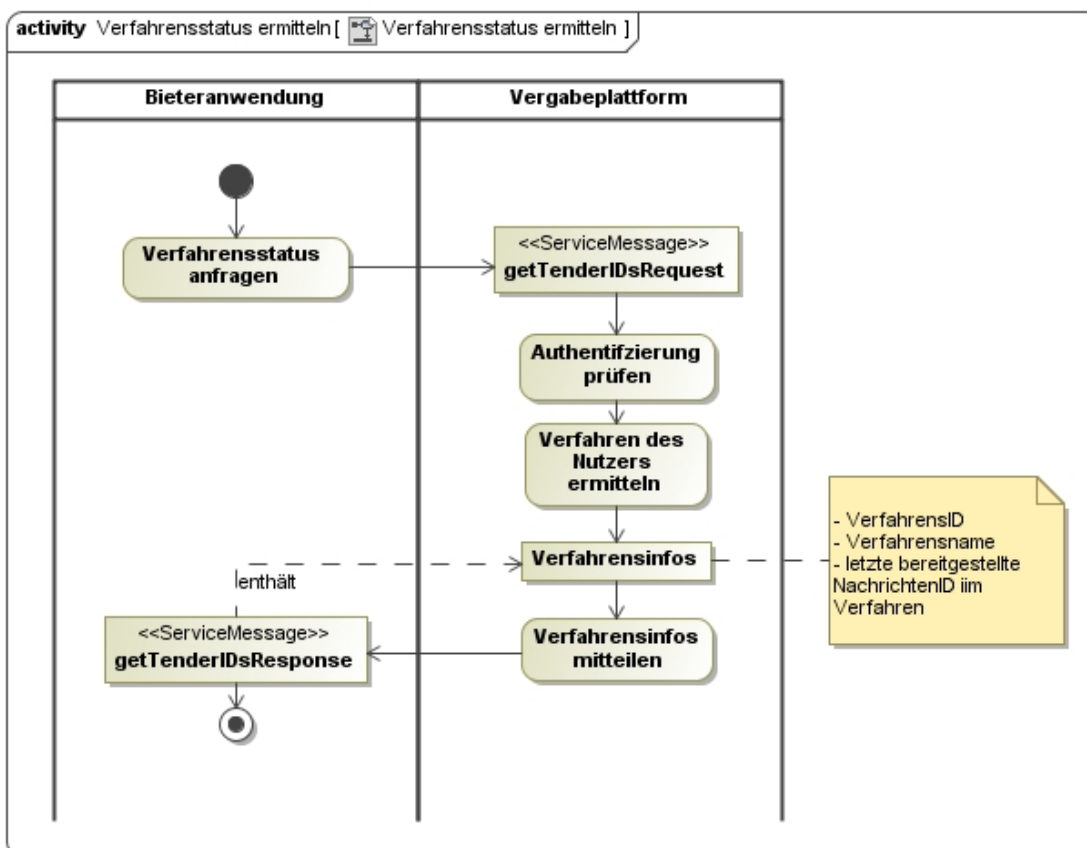 activity Verfahrensstatus ermitteln [ Verfahrensstatus ermitteln ]
Bieteranwendung
Vergabeplattform
Verfahrensstatus
anfragen
<<ServiceMessage>>
getTenderIDsRequest
Authentifzierung
prüfen
Verfahren des
Nutzers
ermitteln
Verfahrensinfos
- VerfahrensID
- Verfahrensname
- letzte bereitgestellte
NachrichtenID iim
Verfahren
enthält
<<ServiceMessage>>
getTenderIDsResponse
Verfahrensinfos
mitteilen